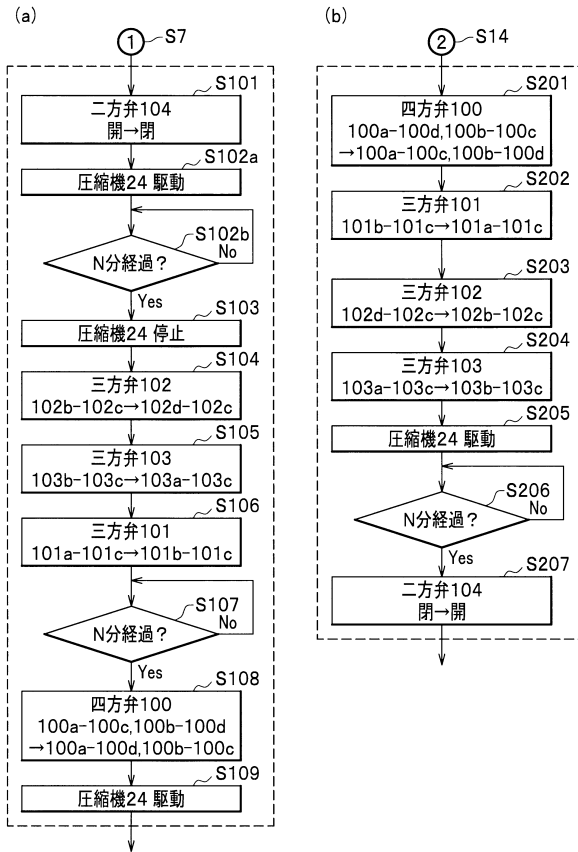 (a)
① S7
S101
二方弁104
開→閉
S102a
圧縮機24 駆動
S102b
No
N分経過？
Yes
S103
圧縮機24 停止
S104
三方弁102
102b-102c→102d-102c
S105
三方弁103
103b-103c→103a-103c
S106
三方弁101
101a-101c→101b-101c
S107
No
N分経過？
Yes
S108
四方弁100
100a-100c,100b-100d
→100a-100d,100b-100c
S109
圧縮機24 駆動
(b)
② S14
S201
四方弁100
100a-100d,100b-100c
→100a-100c,100b-100d
S202
三方弁101
101b-101c→101a-101c
S203
三方弁102
102d-102c→102b-102c
S204
三方弁103
103a-103c→103b-103c
S205
圧縮機24 駆動
S206
No
N分経過？
Yes
S207
二方弁104
閉→開